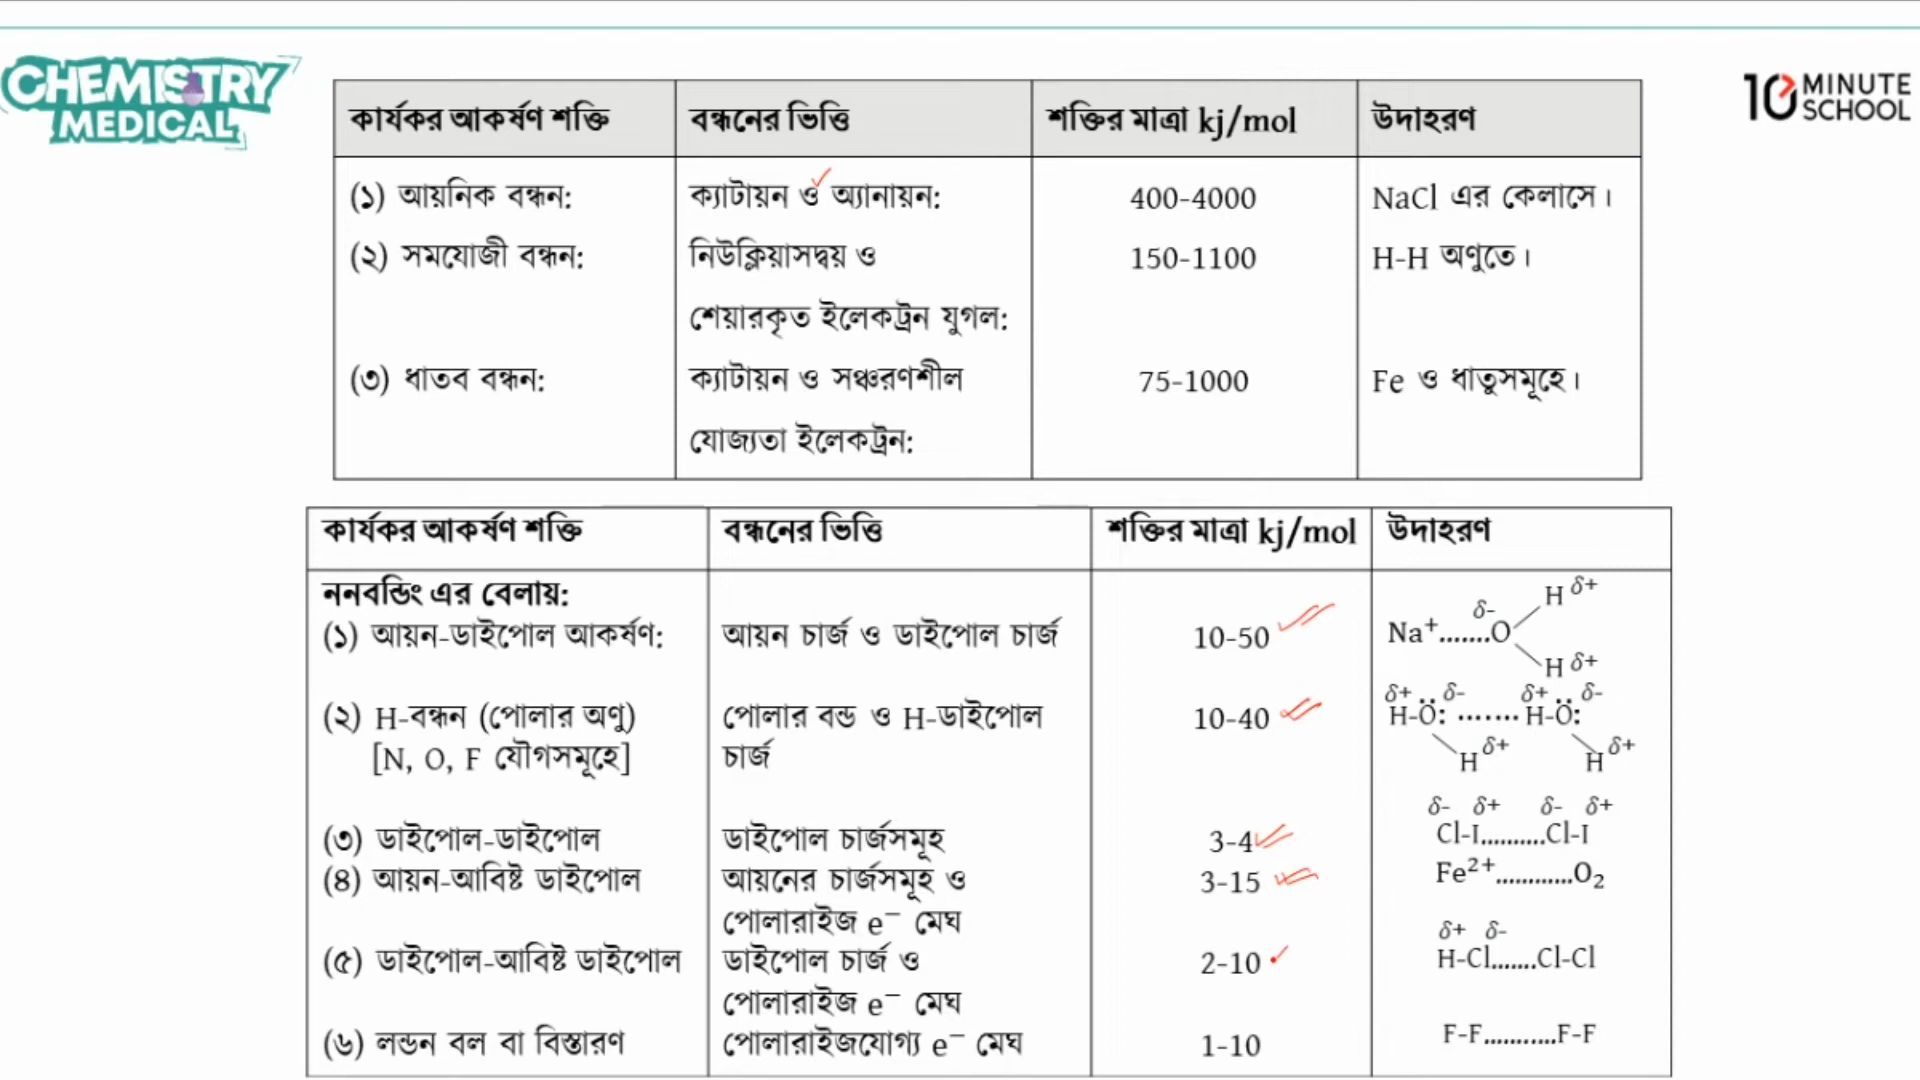 CHEMISTRY
MEDICAL
10 MINUTE
SCHOOL
কার্যকর আকর্ষণ শক্তি বন্ধনের ভিত্তি শক্তির মাত্রা kj/mol উদাহরণ
(১) আয়নিক বন্ধন: ক্যাটায়ন ও অ্যানায়ন: 400-4000 NaCl এর কেলাসে।
(২) সমযোজী বন্ধন: নিউক্লিয়াসদ্বয় ও 150-1100 H-H অণুতে।
শেয়ারকৃত ইলেকট্রন যুগল:
(৩) ধাতব বন্ধন: ক্যাটায়ন ও সঞ্চরণশীল 75-1000 Fe ও ধাতুসমূহে।
যোজ্যতা ইলেকট্রন:
কার্যকর আকর্ষণ শক্তি বন্ধনের ভিত্তি শক্তির মাত্রা kj/mol উদাহরণ
ননবন্ডিং এর বেলায়:
H δ+
δ-
(১) আয়ন-ডাইপোল আকর্ষণ: আয়ন চার্জ ও ডাইপোল চার্জ 10-50 Na⁺.......O
H δ+
δ+ δ- δ+ δ-
(২) H-বন্ধন (পোলার অণু) পোলার বন্ড ও H-ডাইপোল 10-40 H-Ö: ....... H-Ö:
[N, O, F যৌগসমূহে] চার্জ H δ+ H δ+
δ- δ+ δ- δ+
(৩) ডাইপোল-ডাইপোল ডাইপোল চার্জসমূহ 3-4 Cl-I..........Cl-I
(৪) আয়ন-আবিষ্ট ডাইপোল আয়নের চার্জসমূহ ও 3-15 Fe²⁺............O₂
পোলারাইজ e⁻ মেঘ
δ+ δ-
(৫) ডাইপোল-আবিষ্ট ডাইপোল ডাইপোল চার্জ ও 2-10 H-Cl.......Cl-Cl
পোলারাইজ e⁻ মেঘ
(৬) লন্ডন বল বা বিস্তারণ পোলারাইজযোগ্য e⁻ মেঘ 1-10 F-F...........F-F